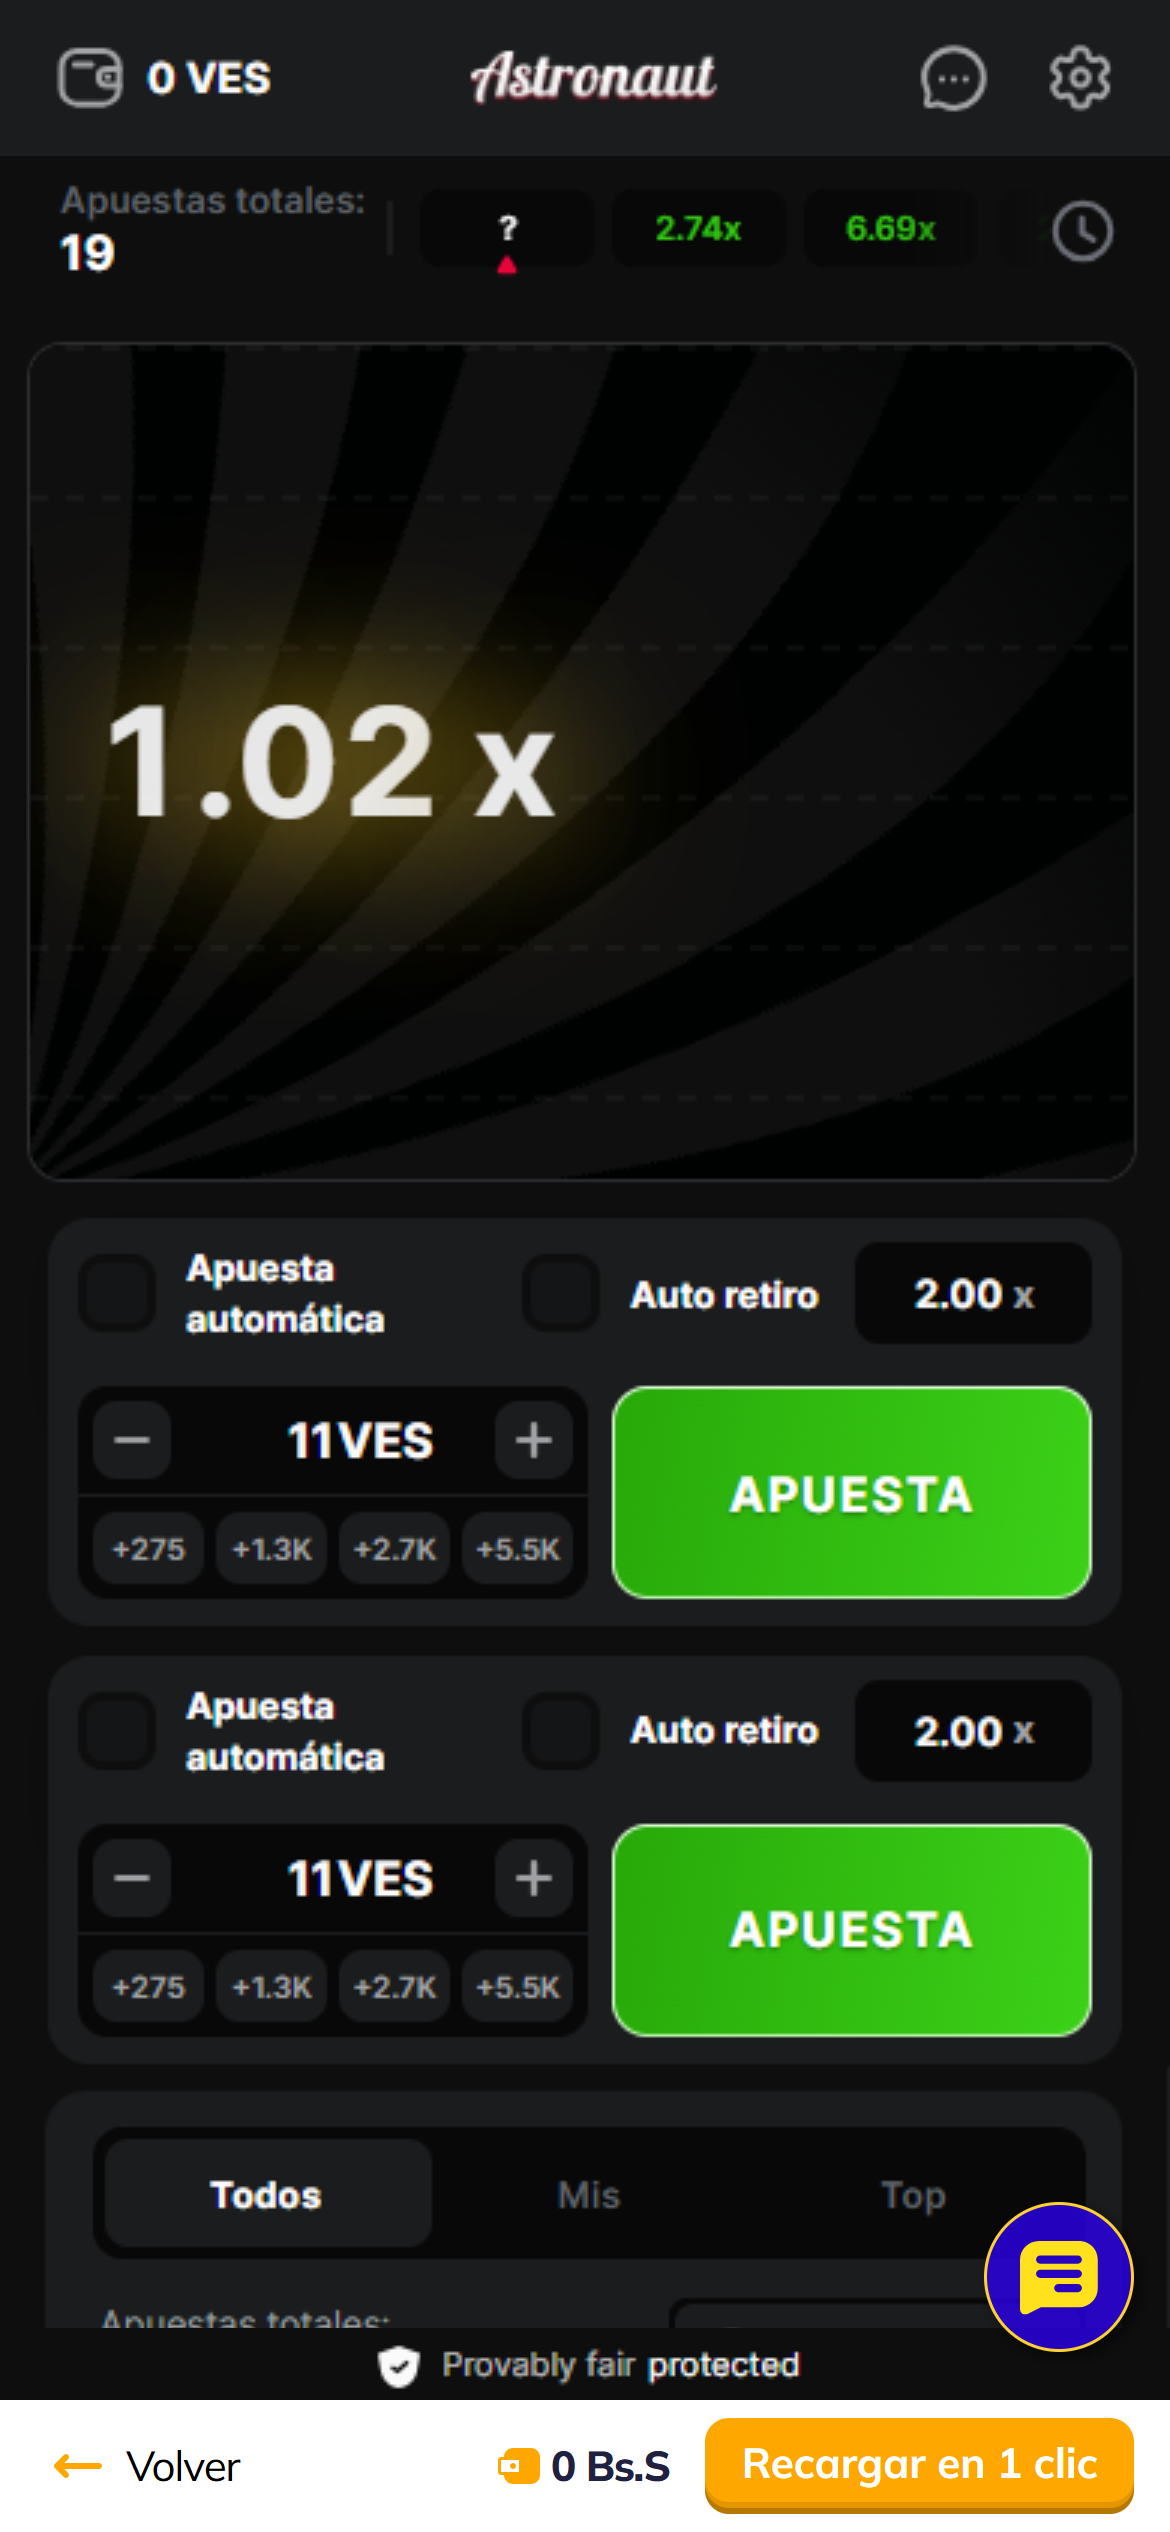 0 VES
Astronaut
Apuestas totales:
19
?
2.74x
6.69x
1.02 x
Apuesta
automática
Auto retiro
2.00 x
11VES
+275
+1.3K
+2.7K
+5.5K
APUESTA
Apuesta
automática
Auto retiro
2.00 x
11VES
+275
+1.3K
+2.7K
+5.5K
APUESTA
Todos
Mis
Top
Apuestas totales:
Provably fair protected
Volver
0 Bs.S
Recargar en 1 clic